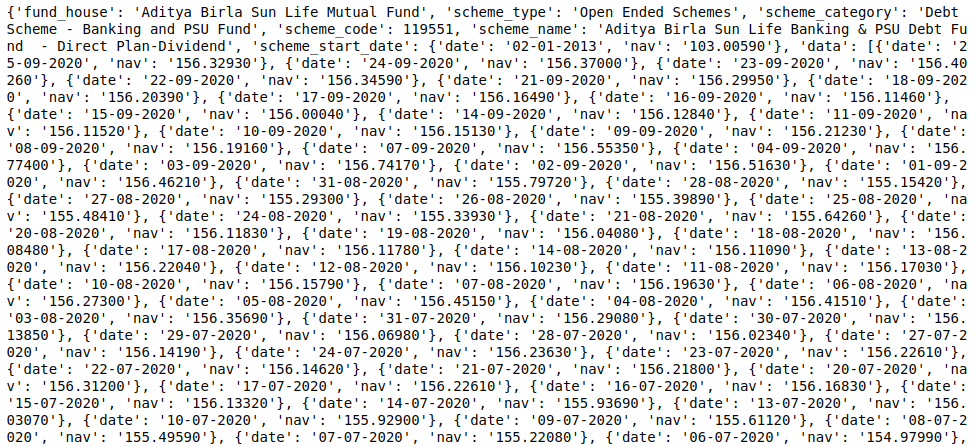 {'fund_house': 'Aditya Birla Sun Life Mutual Fund', 'scheme_type': 'Open Ended Schemes', 'scheme_category': 'Debt
Scheme - Banking and PSU Fund', 'scheme_code': 119551, 'scheme_name': 'Aditya Birla Sun Life Banking & PSU Debt Fu
nd  - Direct Plan-Dividend', 'scheme_start_date': {'date': '02-01-2013', 'nav': '103.00590'}, 'data': [{'date': '2
5-09-2020', 'nav': '156.32930'}, {'date': '24-09-2020', 'nav': '156.37000'}, {'date': '23-09-2020', 'nav': '156.40
260'}, {'date': '22-09-2020', 'nav': '156.34590'}, {'date': '21-09-2020', 'nav': '156.29950'}, {'date': '18-09-202
0', 'nav': '156.20390'}, {'date': '17-09-2020', 'nav': '156.16490'}, {'date': '16-09-2020', 'nav': '156.11460'},
{'date': '15-09-2020', 'nav': '156.00040'}, {'date': '14-09-2020', 'nav': '156.12840'}, {'date': '11-09-2020', 'na
v': '156.11520'}, {'date': '10-09-2020', 'nav': '156.15130'}, {'date': '09-09-2020', 'nav': '156.21230'}, {'date':
'08-09-2020', 'nav': '156.19160'}, {'date': '07-09-2020', 'nav': '156.55350'}, {'date': '04-09-2020', 'nav': '156.
77400'}, {'date': '03-09-2020', 'nav': '156.74170'}, {'date': '02-09-2020', 'nav': '156.51630'}, {'date': '01-09-2
020', 'nav': '156.46210'}, {'date': '31-08-2020', 'nav': '155.79720'}, {'date': '28-08-2020', 'nav': '155.15420'},
{'date': '27-08-2020', 'nav': '155.29300'}, {'date': '26-08-2020', 'nav': '155.39890'}, {'date': '25-08-2020', 'na
v': '155.48410'}, {'date': '24-08-2020', 'nav': '155.33930'}, {'date': '21-08-2020', 'nav': '155.64260'}, {'date':
'20-08-2020', 'nav': '156.11830'}, {'date': '19-08-2020', 'nav': '156.04080'}, {'date': '18-08-2020', 'nav': '156.
08480'}, {'date': '17-08-2020', 'nav': '156.11780'}, {'date': '14-08-2020', 'nav': '156.11090'}, {'date': '13-08-2
020', 'nav': '156.22040'}, {'date': '12-08-2020', 'nav': '156.10230'}, {'date': '11-08-2020', 'nav': '156.17030'},
{'date': '10-08-2020', 'nav': '156.15790'}, {'date': '07-08-2020', 'nav': '156.19630'}, {'date': '06-08-2020', 'na
v': '156.27300'}, {'date': '05-08-2020', 'nav': '156.45150'}, {'date': '04-08-2020', 'nav': '156.41510'}, {'date':
'03-08-2020', 'nav': '156.35690'}, {'date': '31-07-2020', 'nav': '156.29080'}, {'date': '30-07-2020', 'nav': '156.
13850'}, {'date': '29-07-2020', 'nav': '156.06980'}, {'date': '28-07-2020', 'nav': '156.02340'}, {'date': '27-07-2
020', 'nav': '156.14190'}, {'date': '24-07-2020', 'nav': '156.23630'}, {'date': '23-07-2020', 'nav': '156.22610'},
{'date': '22-07-2020', 'nav': '156.14620'}, {'date': '21-07-2020', 'nav': '156.21800'}, {'date': '20-07-2020', 'na
v': '156.31200'}, {'date': '17-07-2020', 'nav': '156.22610'}, {'date': '16-07-2020', 'nav': '156.16830'}, {'date':
'15-07-2020', 'nav': '156.13320'}, {'date': '14-07-2020', 'nav': '155.93690'}, {'date': '13-07-2020', 'nav': '156.
03070'}, {'date': '10-07-2020', 'nav': '155.92900'}, {'date': '09-07-2020', 'nav': '155.61120'}, {'date': '08-07-2
020', 'nav': '155.49590'}, {'date': '07-07-2020', 'nav': '155.22080'}, {'date': '06-07-2020', 'nav': '154.97990'},